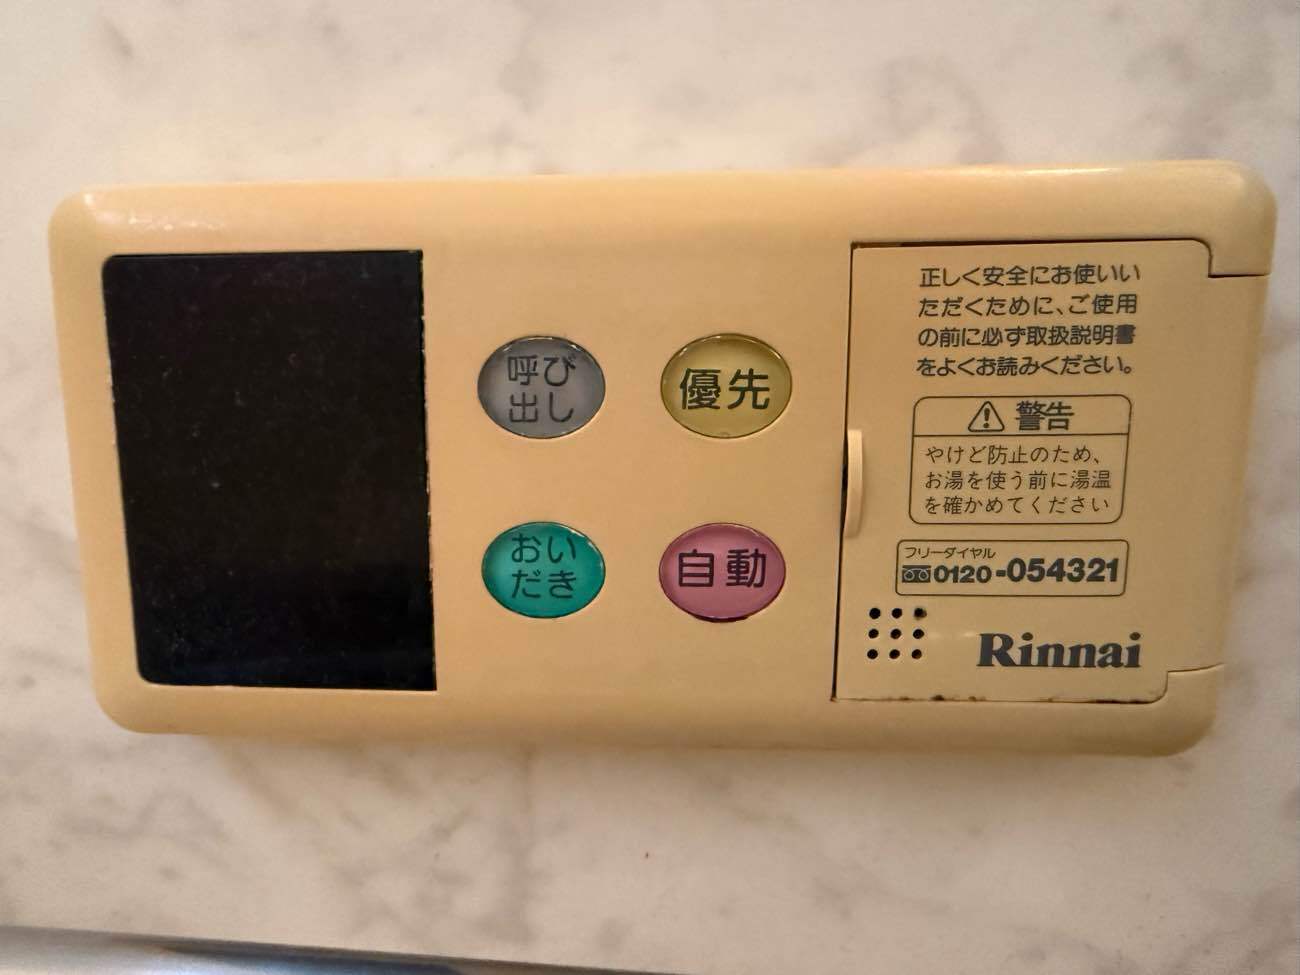 呼び
出し
優先
おい
だき
自動
正しく安全にお使いい
ただくために、ご使用
の前に必ず取扱説明書
をよくお読みください。
警告
やけど防止のため、
お湯を使う前に湯温
を確かめてください
フリーダイヤル
0120-054321
Rinnai